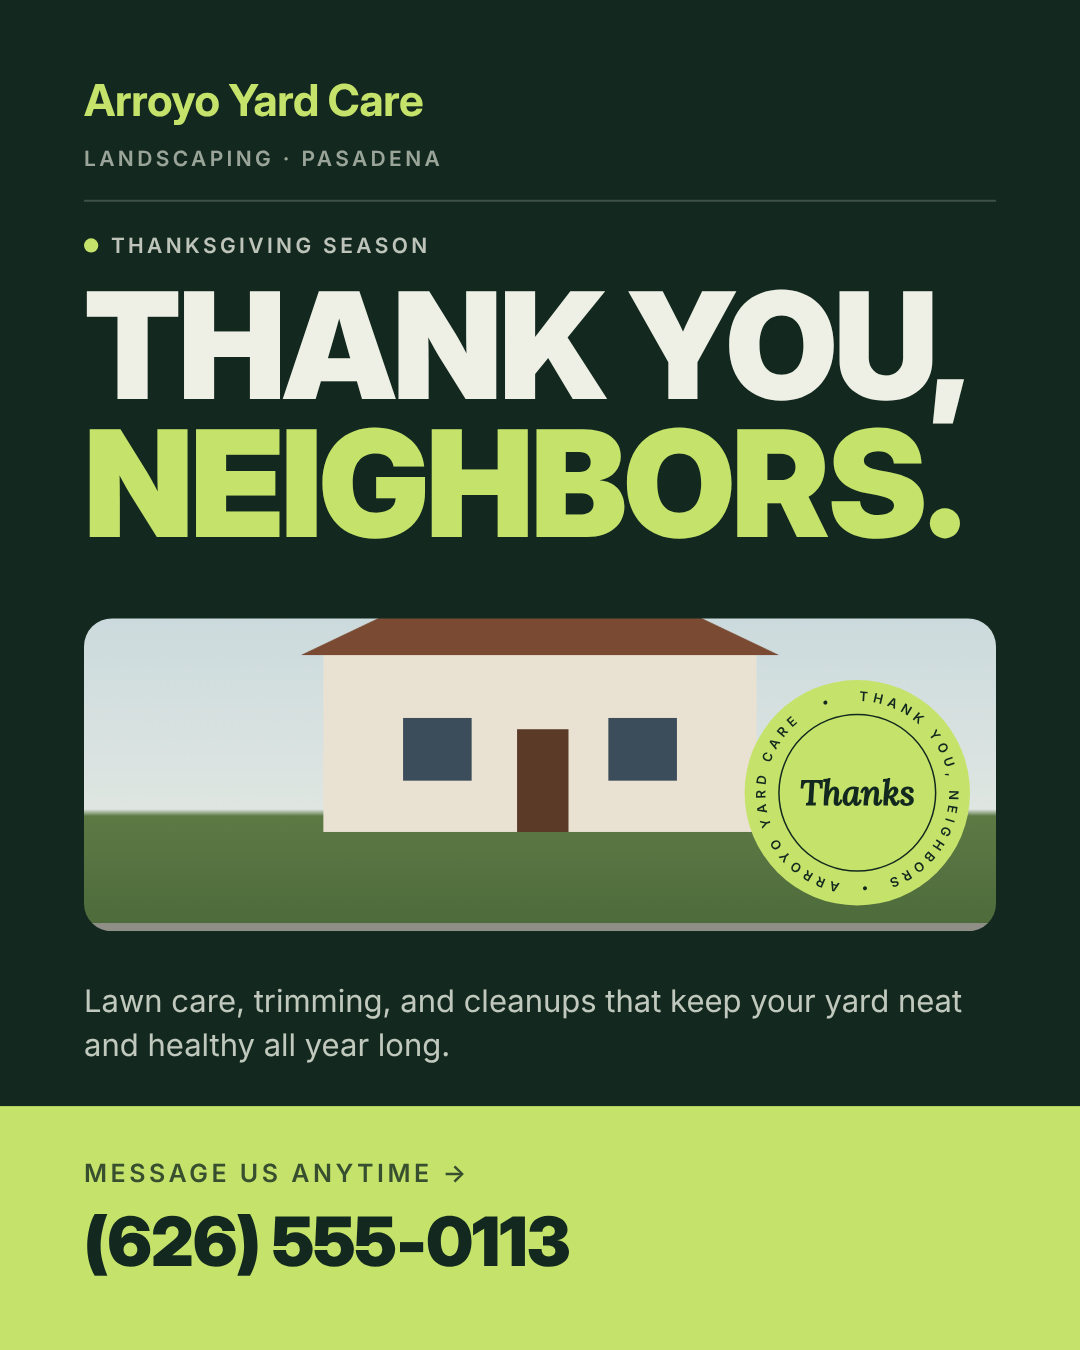 Arroyo Yard Care
LANDSCAPING · PASADENA
THANKSGIVING SEASON
THANK YOU,
NEIGHBORS.
THANK YOU, NEIGHBORS • ARROYO YARD CARE •
Thanks
Lawn care, trimming, and cleanups that keep your yard neat
and healthy all year long.
MESSAGE US ANYTIME →
(626) 555-0113